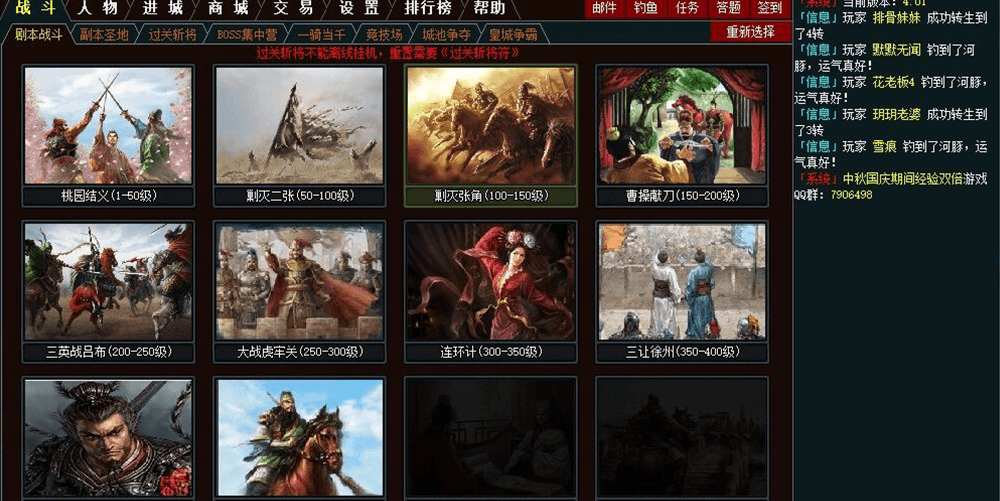 战斗 人物 进城 商城 交易 设置 排行榜 帮助
邮件 钓鱼 任务 答题 签到
剧本战斗 副本圣地 过关斩将 BOSS集中营 一骑当千 竞技场 城池争夺 皇城争霸
重新选择
过关斩将不能离线挂机，重置需要《过关斩将符》
桃园结义(1-50级)
剿灭二张(50-100级)
剿灭张角(100-150级)
曹操献刀(150-200级)
三英战吕布(200-250级)
大战虎牢关(250-300级)
连环计(300-350级)
三让徐州(350-400级)
「系统」当前版本：4.01
「信息」玩家 排骨妹妹 成功转生到
了4转
「信息」玩家 默默无闻 钓到了河
豚，运气真好！
「信息」玩家 花老板4 钓到了河豚，
运气真好！
「信息」玩家 玥玥老婆 成功转生到
了3转
「信息」玩家 雪痕 钓到了河豚，运
气真好！
「系统」中秋国庆期间经验双倍游戏
QQ群：7906498